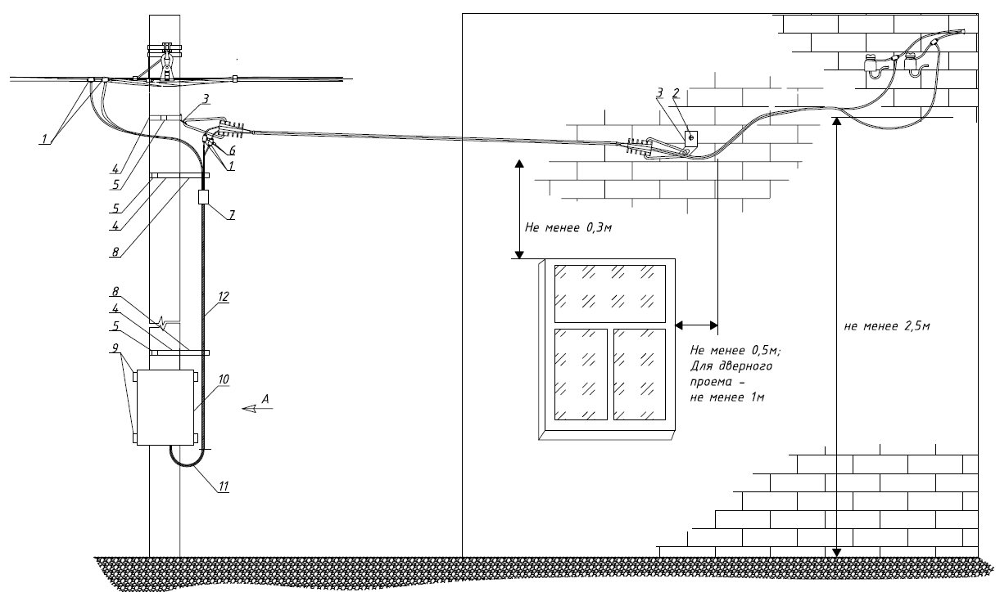 3
3 2
1
6
4
1
5
5
7
4
Не менее 0,3м
8
8
12
4
5
не менее 2,5м
9
Не менее 0,5м;
Для дверного
проема –
не менее 1м
10
А
11